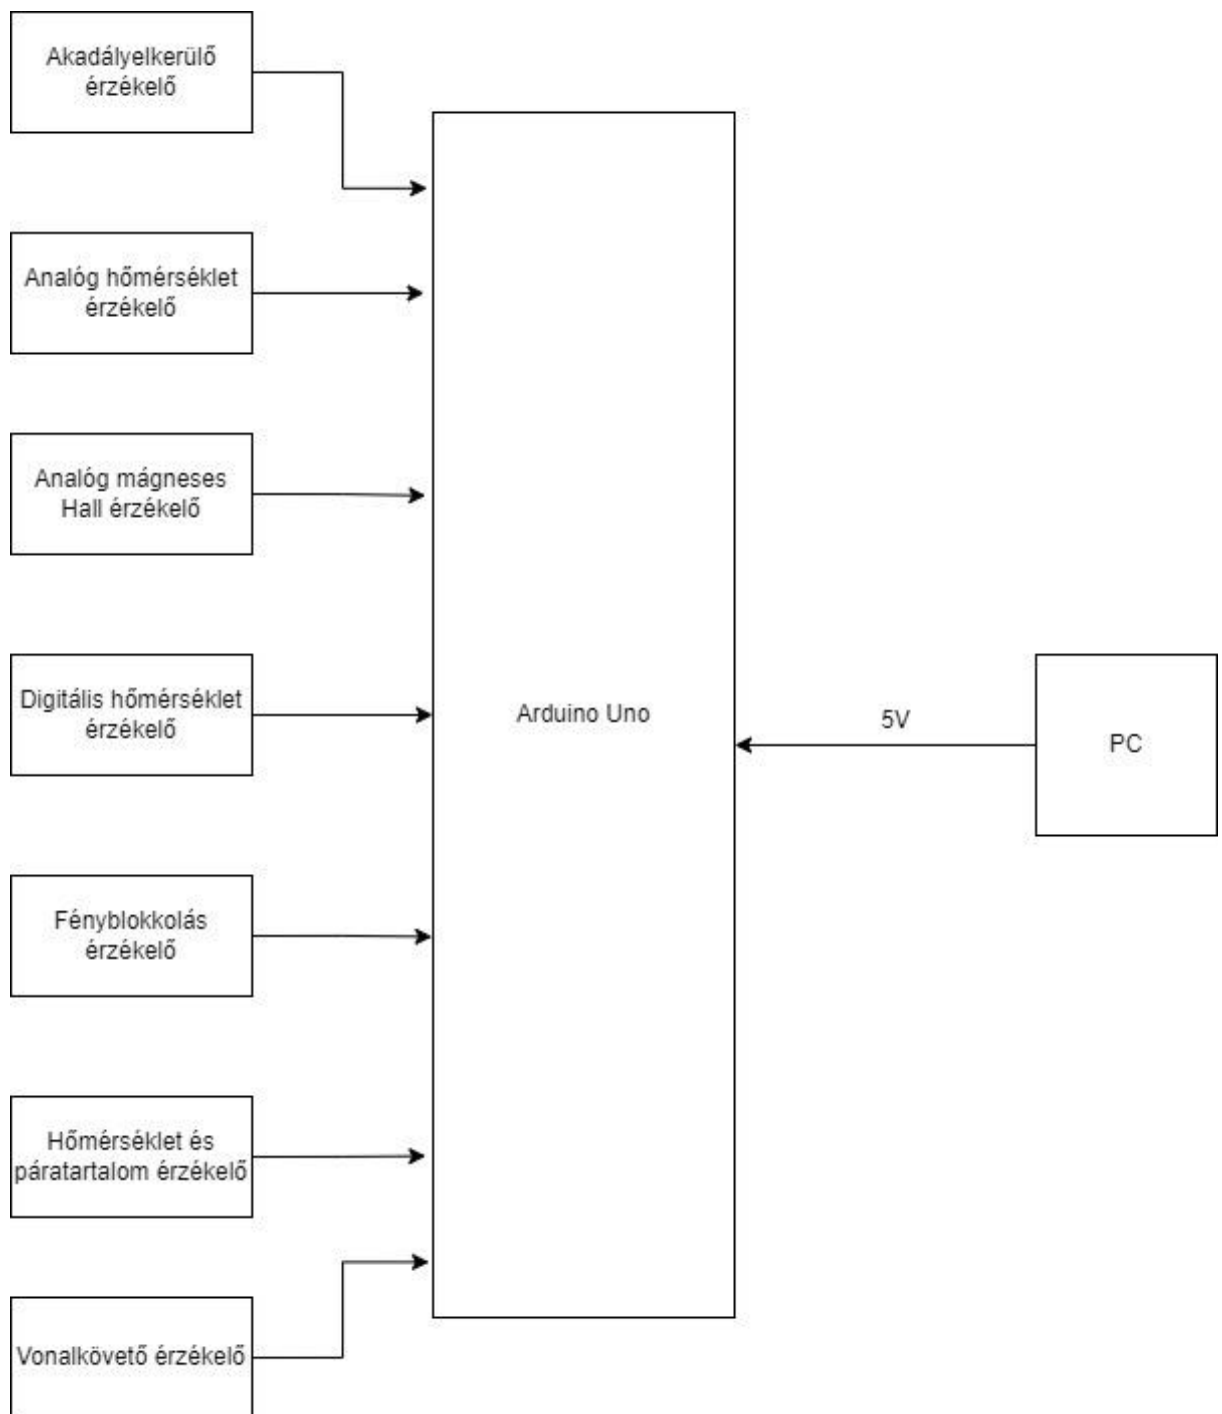 Akadályelkerülő
érzékelő
Analóg hőmérséklet
érzékelő
Analóg mágneses
Hall érzékelő
Digitális hőmérséklet
érzékelő
Fényblokkolás
érzékelő
Hőmérséklet és
páratartalom érzékelő
Vonalkövető érzékelő
Arduino Uno
5V
PC